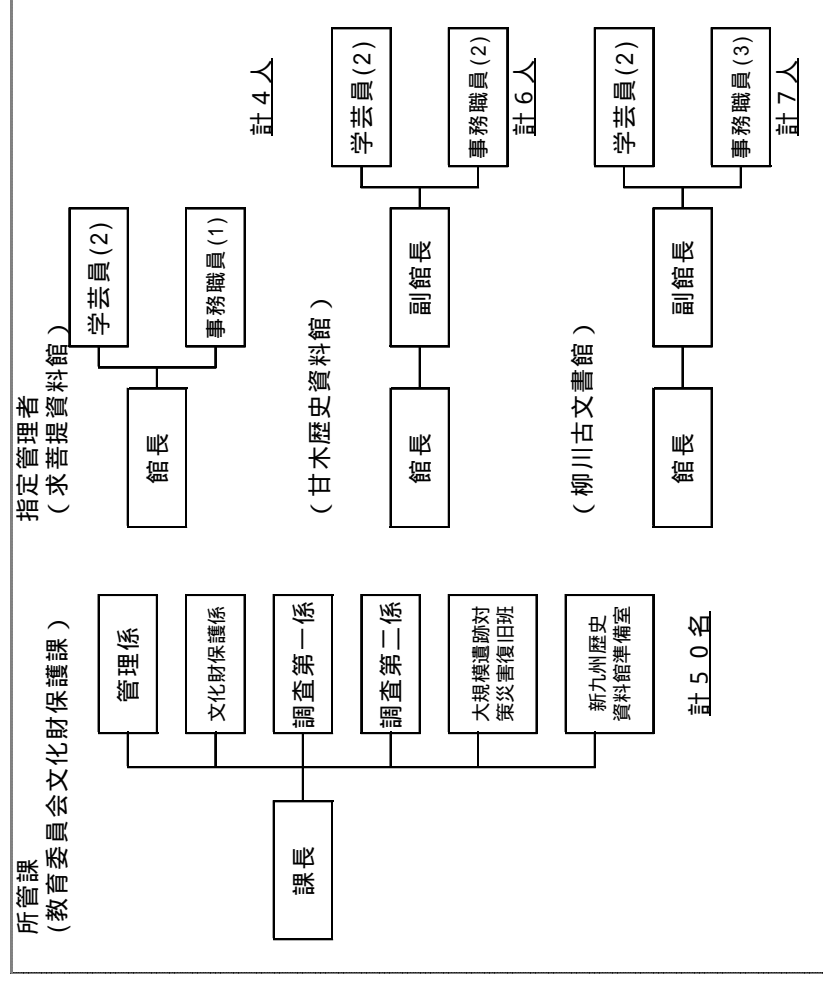 所管課
(教育委員会文化財保護課)
課長
管理係
文化財保護係
調査第一係
調査第二係
大規模遺跡対
策災害復旧班
新九州歴史
資料館準備室
計50名
指定管理者
(求菩提資料館)
館長
学芸員(2)
事務職員(1)
計4人
(甘木歴史資料館)
館長
副館長
学芸員(2)
事務職員(2)
計6人
(柳川古文書館)
館長
副館長
学芸員(2)
事務職員(3)
計7人